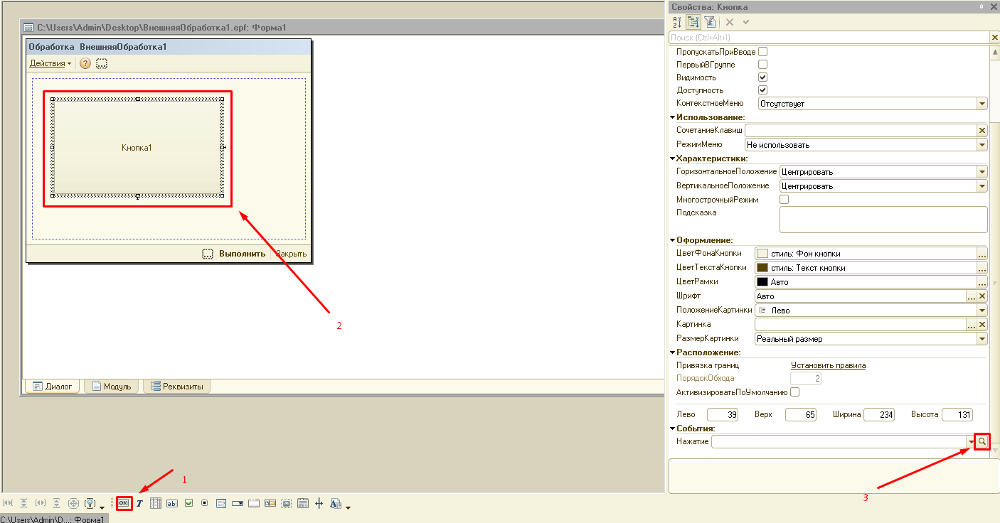 C:\Users\Admin\Desktop\ВнешняяОбработка1.epf: Форма1
Обработка ВнешняяОбработка1
Действия
Кнопка1
Выполнить Закрыть
2
Диалог Модуль Реквизиты
1
OK T ab
C:\Users\Admin\D...: Форма1
Свойства: Кнопка
Поиск (Ctrl+Alt+I)
ПропускатьПриВводе
ПервыйВГруппе
Видимость
Доступность
КонтекстноеМеню Отсутствует
Использование:
СочетаниеКлавиш
РежимМеню Не использовать
Характеристики:
ГоризонтальноеПоложение Центрировать
ВертикальноеПоложение Центрировать
МногострочныйРежим
Подсказка
Оформление:
ЦветФонаКнопки стиль: Фон кнопки ...
ЦветТекстаКнопки стиль: Текст кнопки ...
ЦветРамки Авто ...
Шрифт Авто ...
ПоложениеКартинки Лево
Картинка ...
РазмерКартинки Реальный размер
Расположение:
Привязка границ Установить правила
ПорядокОбхода 2
АктивизироватьПоУмолчанию
Лево 39 Верх 65 Ширина 234 Высота 131
События:
Нажатие
3